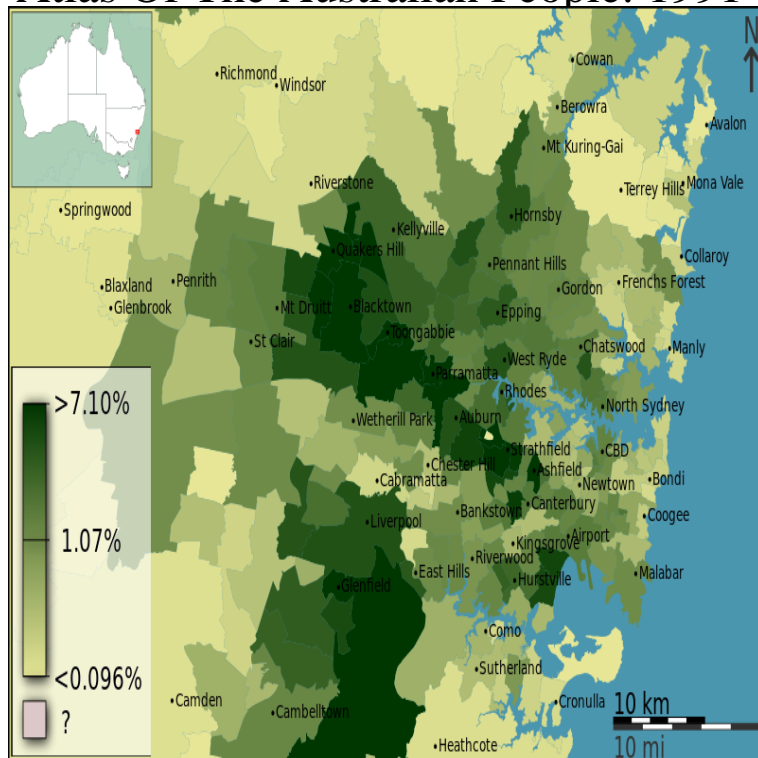 Atlas Of The Australian People: 1991
N
Cowan
Richmond
Windsor
Berowra
Avalon
Mt Kuring-Gai
Riverstone
Terrey Hills
Mona Vale
Springwood
Hornsby
Kellyville
Quakers Hill
Collaroy
Pennant Hills
Penrith
Blaxland
Gordon
Frenchs Forest
Glenbrook
Mt Druitt
Blacktown
Epping
Toongabbie
St Clair
Chatswood
Manly
West Ryde
Parramatta
Rhodes
>7.10%
North Sydney
Wetherill Park
Auburn
Strathfield
CBD
Chester Hill
Ashfield
Cabramatta
Newtown
Bondi
Canterbury
Bankstown
Coogee
Liverpool
1.07%
Airport
Kingsgrove
Riverwood
East Hills
Hurstville
Malabar
Glenfield
Como
Sutherland
<0.096%
Camden
Cronulla
10 km
Cambelltown
?
Heathcote
10 mi